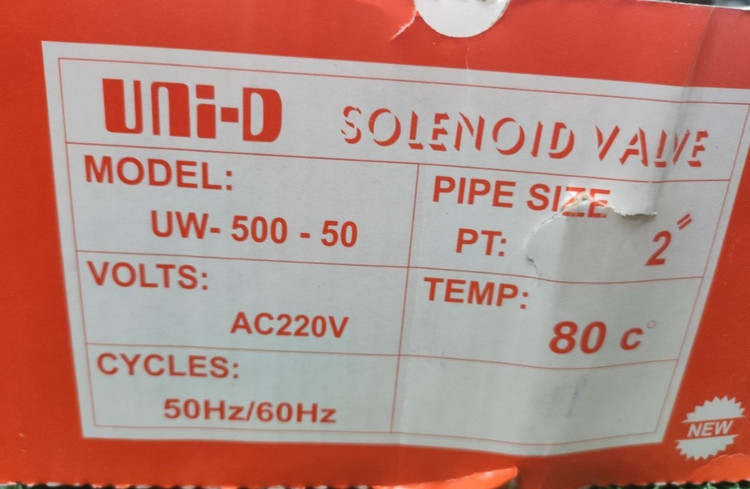 UNi-D SOLENOID VALVE
MODEL:
UW- 500 - 50
PIPE SIZE
PT: 2"
VOLTS:
AC220V
TEMP:
80 c°
CYCLES:
50Hz/60Hz
NEW